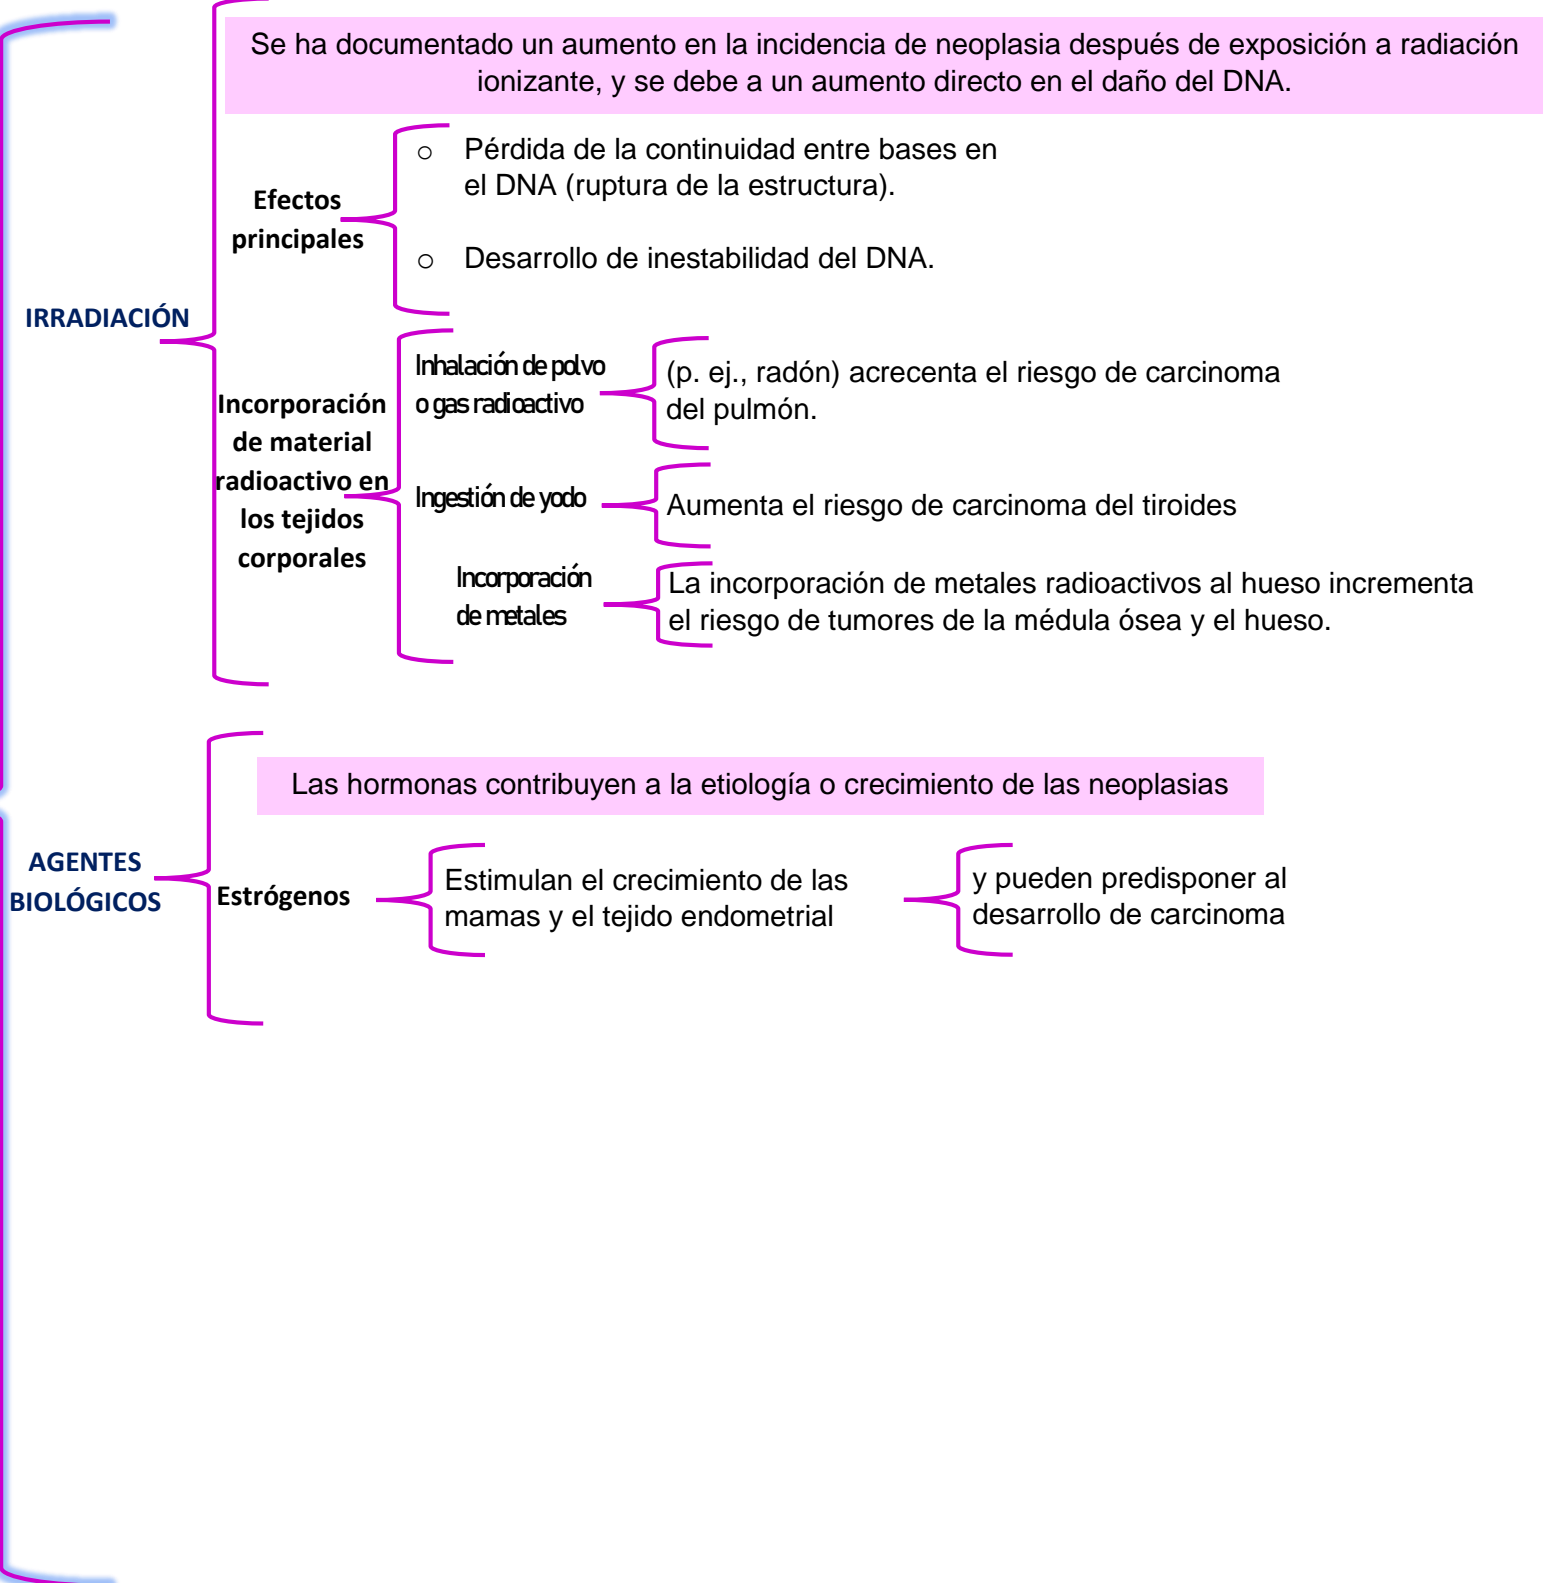 Se ha documentado un aumento en la incidencia de neoplasia después de exposición a radiación
ionizante, y se debe a un aumento directo en el daño del DNA.
IRRADIACIÓN
Efectos
principales
o Pérdida de la continuidad entre bases en
el DNA (ruptura de la estructura).
o Desarrollo de inestabilidad del DNA.
Incorporación
de material
radioactivo en
los tejidos
corporales
Inhalación de polvo
o gas radioactivo
(p. ej., radón) acrecenta el riesgo de carcinoma
del pulmón.
Ingestión de yodo
Aumenta el riesgo de carcinoma del tiroides
Incorporación
de metales
La incorporación de metales radioactivos al hueso incrementa
el riesgo de tumores de la médula ósea y el hueso.
Las hormonas contribuyen a la etiología o crecimiento de las neoplasias
AGENTES
BIOLÓGICOS
Estrógenos
Estimulan el crecimiento de las
mamas y el tejido endometrial
y pueden predisponer al
desarrollo de carcinoma